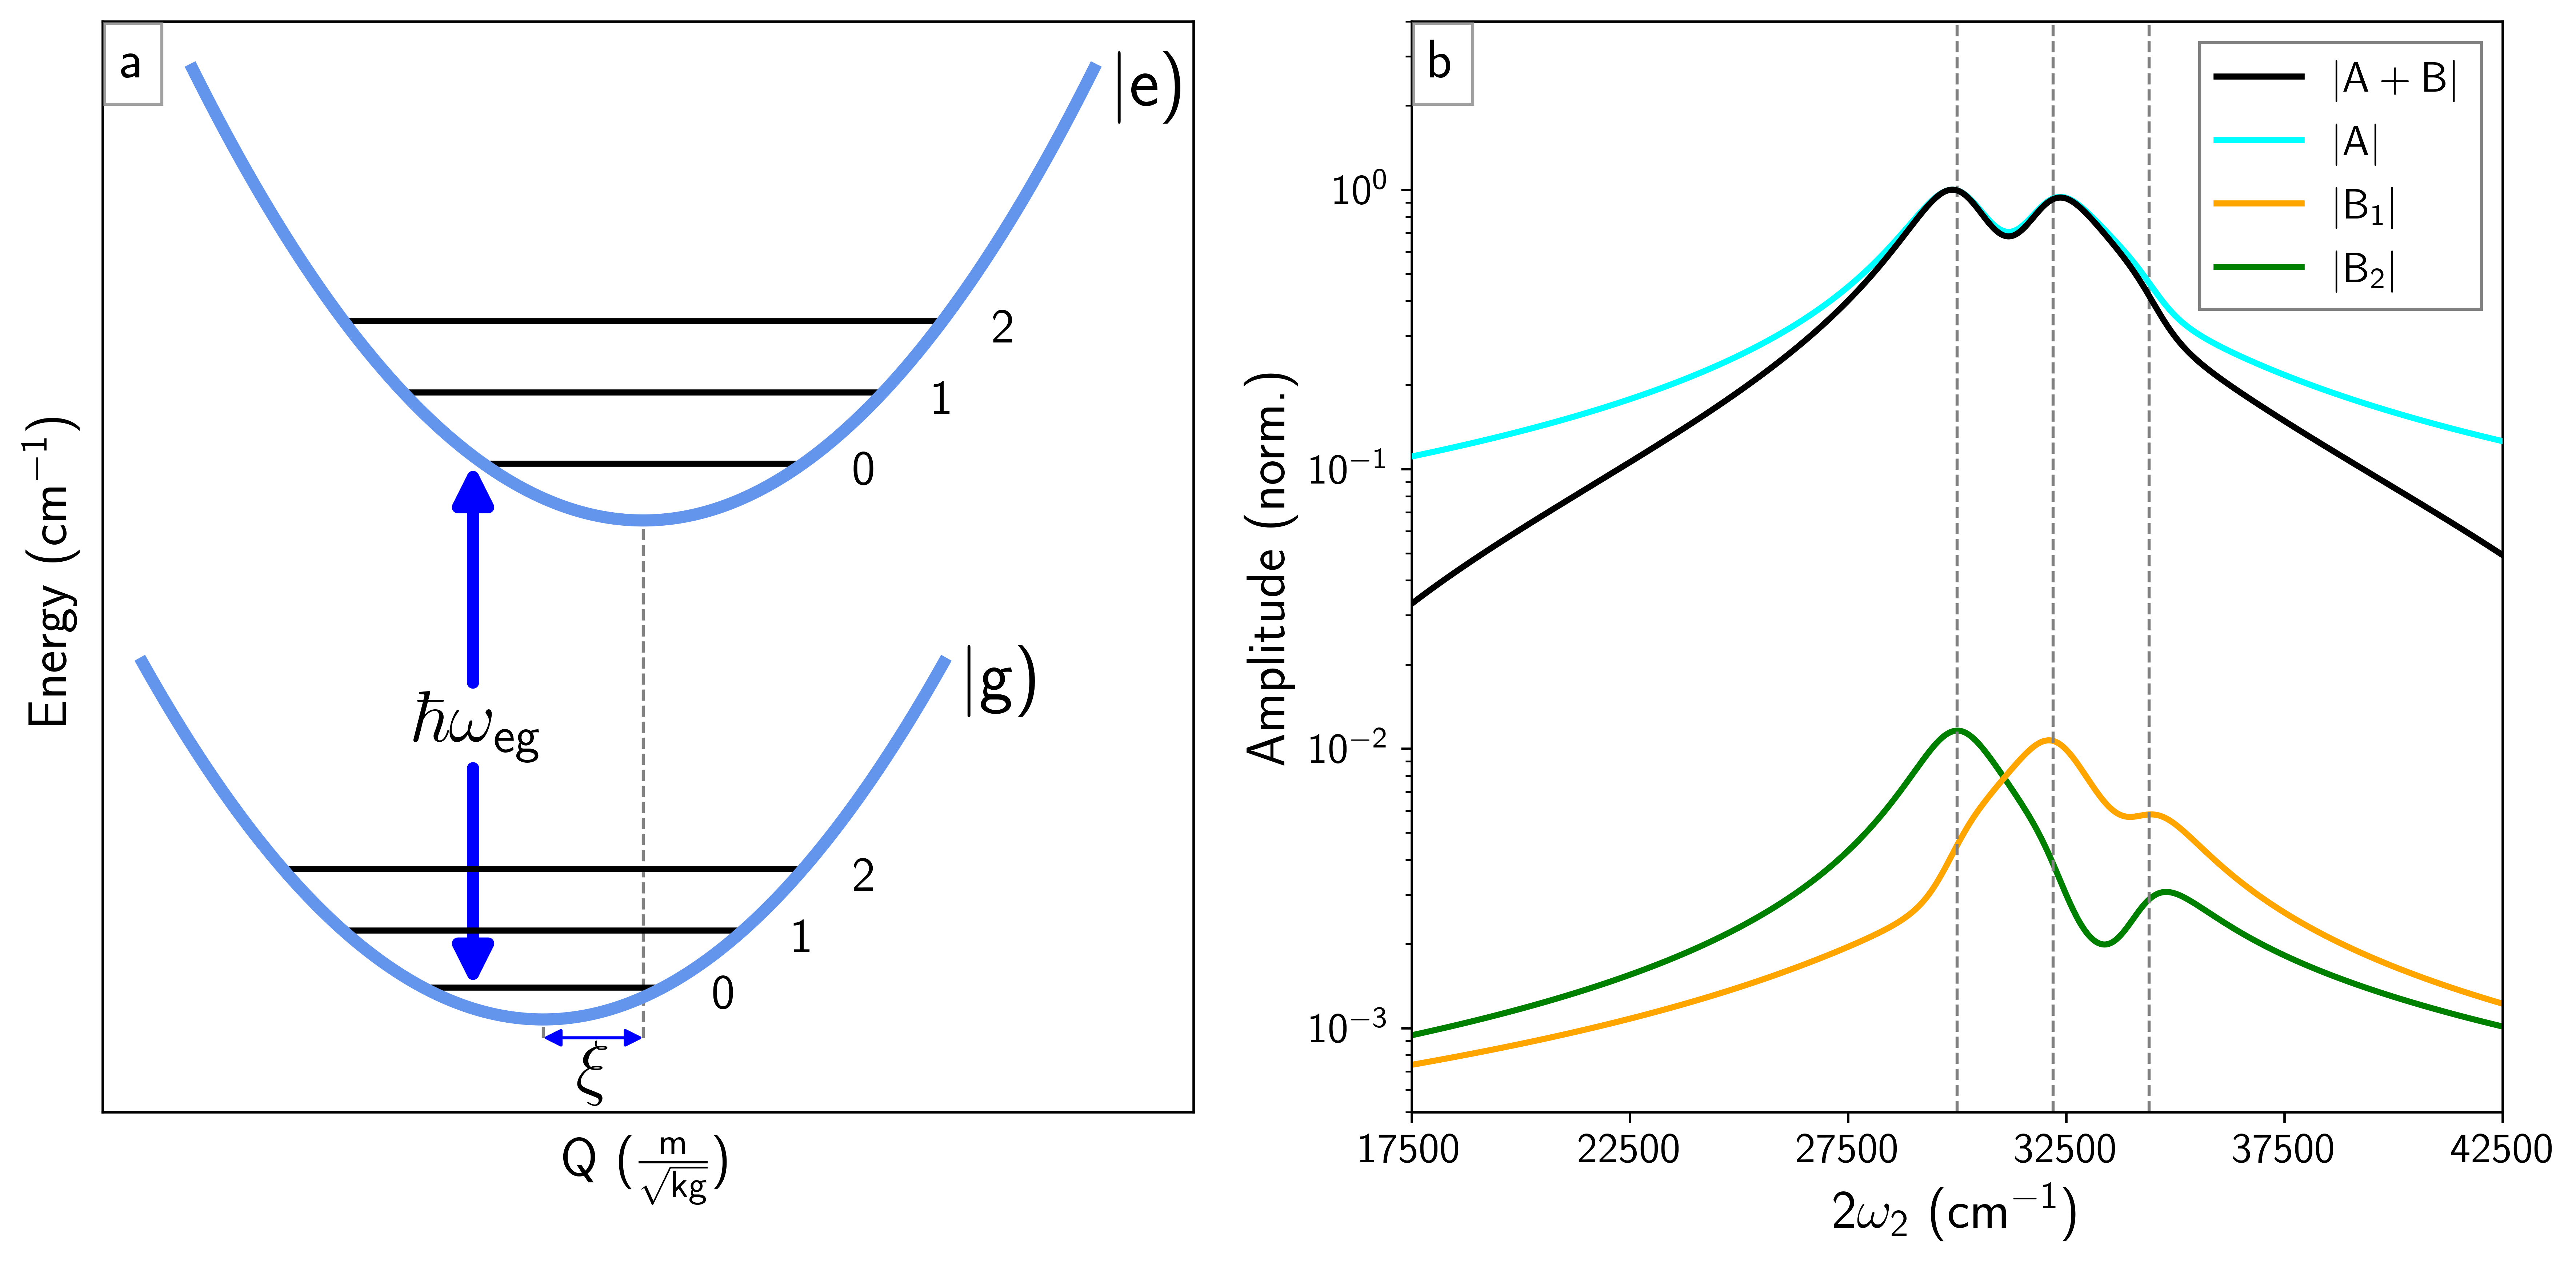 a
|e)
2
1
0
ħω_eg
|g)
2
1
0
ξ
Energy (cm⁻¹)
Q (m/√kg)
b
|A + B|
|A|
|B₁|
|B₂|
10⁰
10⁻¹
10⁻²
10⁻³
Amplitude (norm.)
17500 22500 27500 32500 37500 42500
2ω₂ (cm⁻¹)